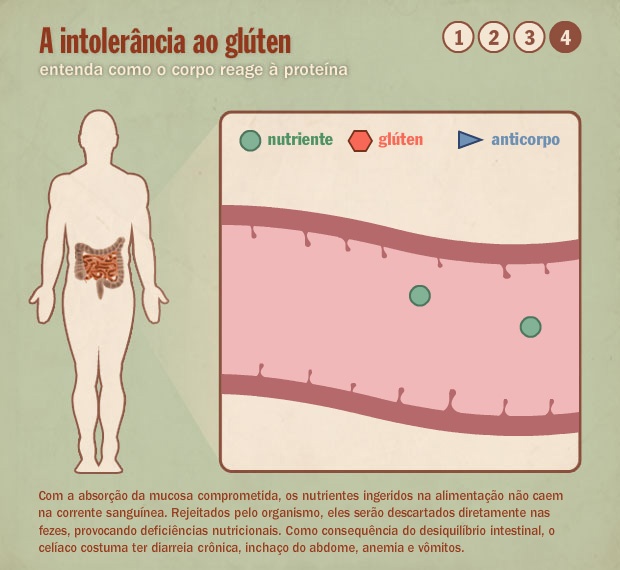 A intolerância ao glúten
1 2 3 4
entenda como o corpo reage à proteína
nutriente glúten anticorpo
Com a absorção da mucosa comprometida, os nutrientes ingeridos na alimentação não caem
na corrente sanguínea. Rejeitados pelo organismo, eles serão descartados diretamente nas
fezes, provocando deficiências nutricionais. Como consequência do desiquilíbrio intestinal, o
celíaco costuma ter diarreia crônica, inchaço do abdome, anemia e vômitos.